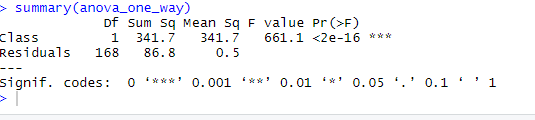 > summary(anova_one_way)
Df Sum Sq Mean Sq F value Pr(>F)
Class 1 341.7 341.7 661.1 <2e-16 ***
Residuals 168 86.8 0.5
---
Signif. codes: 0 ‘***’ 0.001 ‘**’ 0.01 ‘*’ 0.05 ‘.’ 0.1 ‘ ’ 1
>